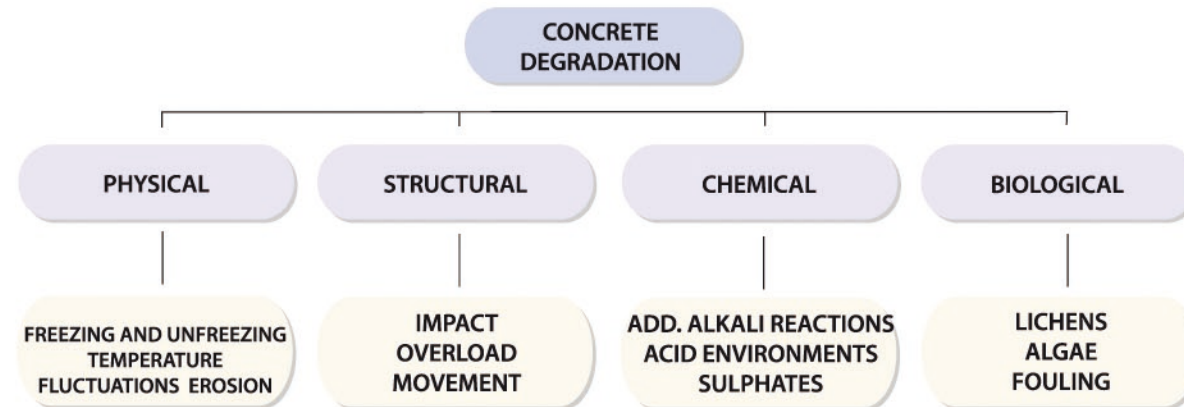 CONCRETE
DEGRADATION
PHYSICAL
STRUCTURAL
CHEMICAL
BIOLOGICAL
FREEZING AND UNFREEZING
TEMPERATURE
FLUCTUATIONS EROSION
IMPACT
OVERLOAD
MOVEMENT
ADD. ALKALI REACTIONS
ACID ENVIRONMENTS
SULPHATES
LICHENS
ALGAE
FOULING